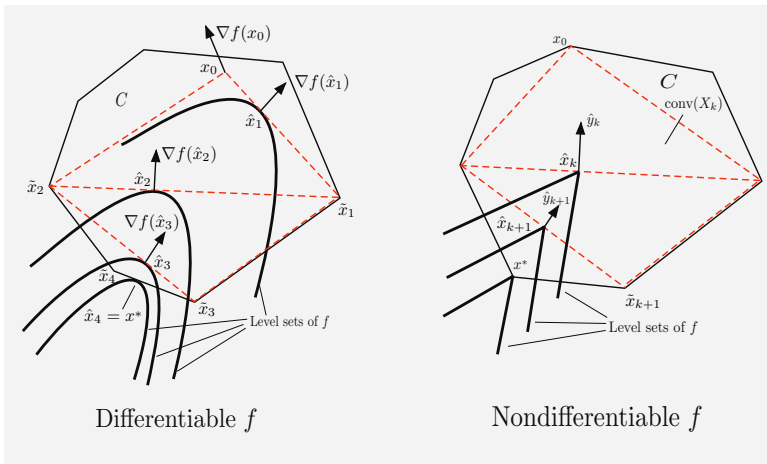 ∇f(x₀)
x₀
∇f(x̂₁)
C
x̂₁
∇f(x̂₂)
x̂₂
x̃₂
x̃₁
∇f(x̂₃)
x̂₃
x̃₄
x̃₃
x̂₄ = x*
Level sets of f
Differentiable f
x₀
C
conv(Xₖ)
ŷₖ
x̂ₖ
ŷₖ₊₁
x̂ₖ₊₁
x*
x̃ₖ₊₁
Level sets of f
Nondifferentiable f